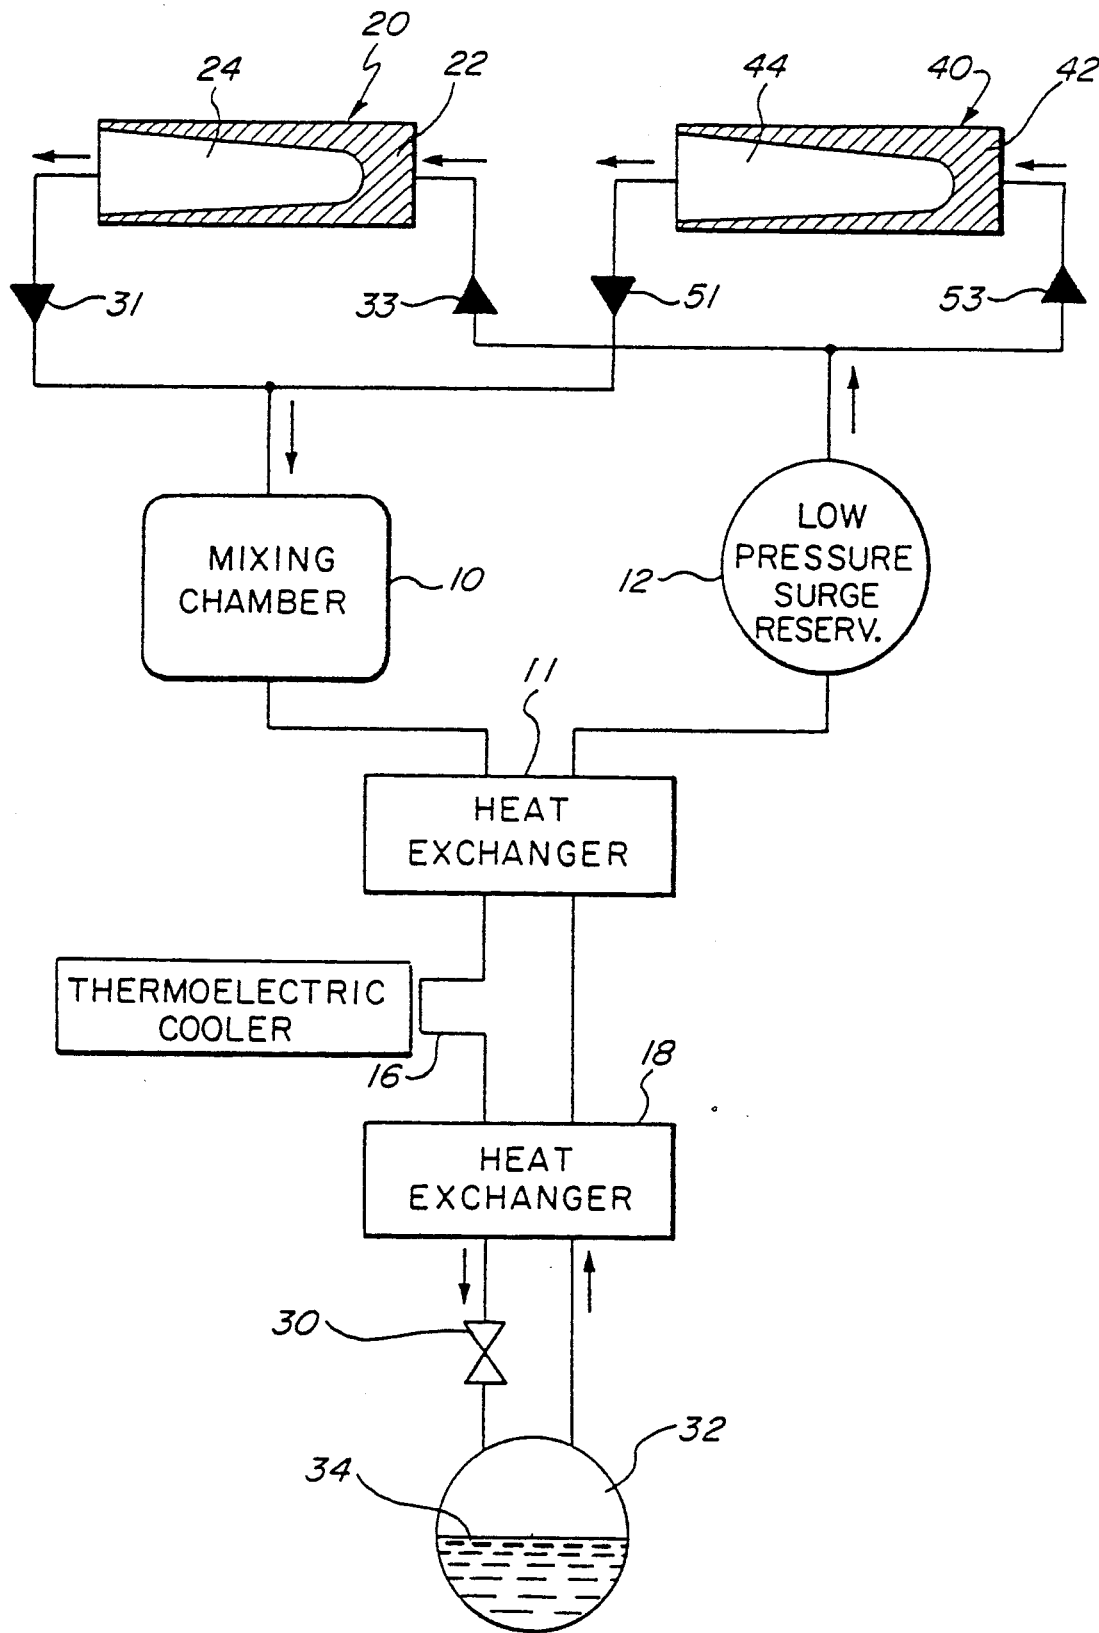 20
24
22
44
40
42
31
33
51
53
MIXING
CHAMBER
10
LOW
PRESSURE
SURGE
RESERV.
12
11
HEAT
EXCHANGER
THERMOELECTRIC
COOLER
16
18
HEAT
EXCHANGER
30
32
34